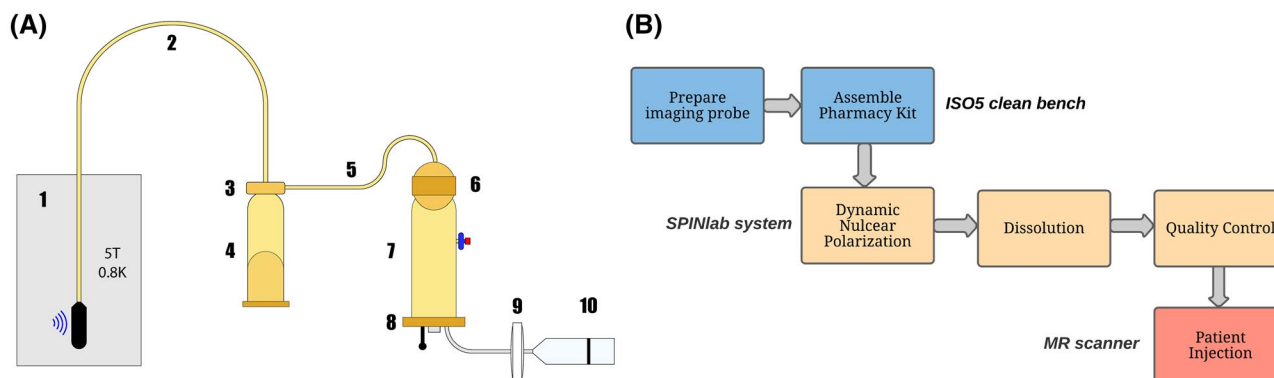 (A)
2
1
5T
0.8K
3
4
5
6
7
8
9
10
(B)
Prepare
imaging probe
Assemble
Pharmacy Kit
ISO5 clean bench
SPINlab system
Dynamic
Nulcear
Polarization
Dissolution
Quality Control
MR scanner
Patient
Injection